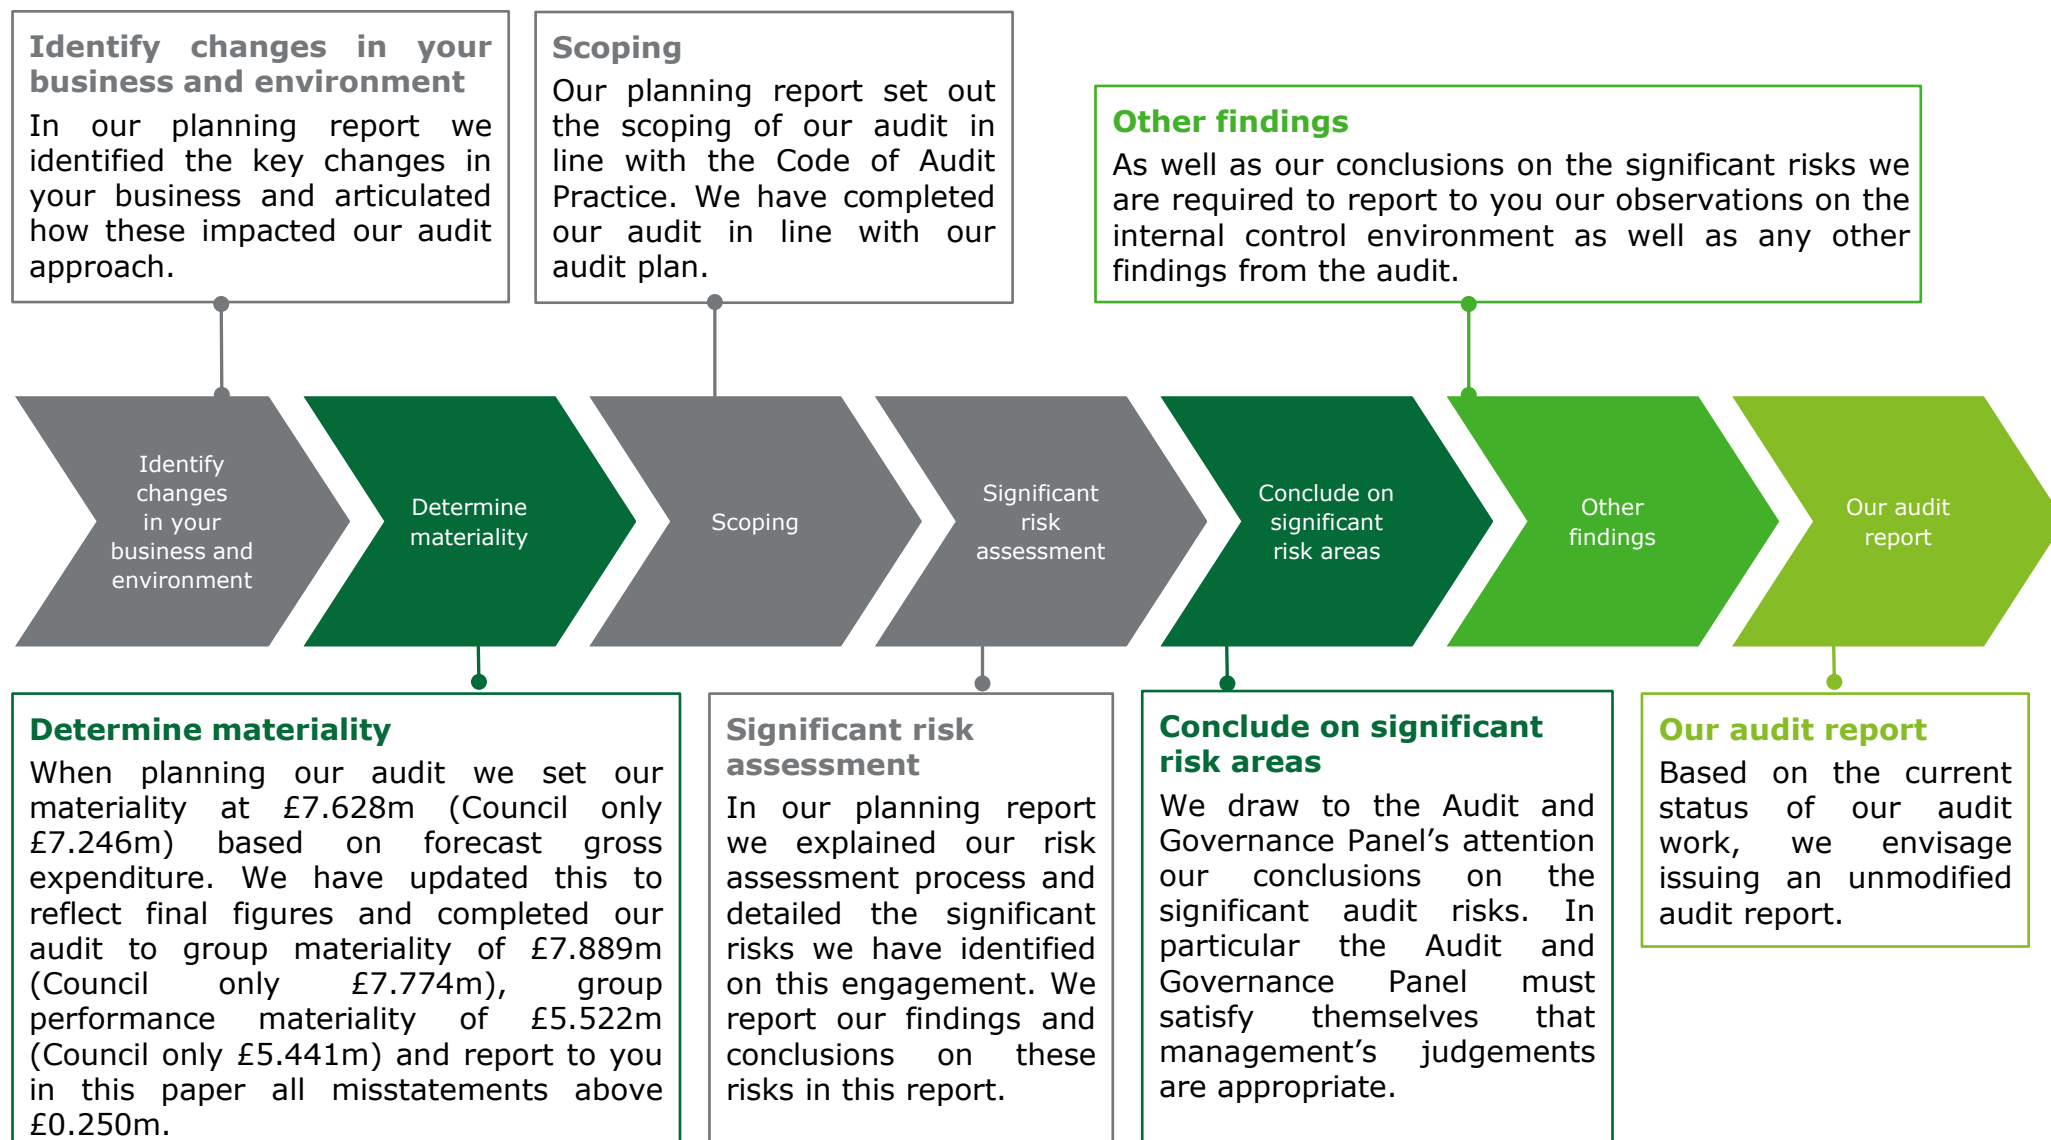 Identify changes in your
business and environment
In our planning report we
identified the key changes in
your business and articulated
how these impacted our audit
approach.
Scoping
Our planning report set out
the scoping of our audit in
line with the Code of Audit
Practice. We have completed
our audit in line with our
audit plan.
Other findings
As well as our conclusions on the significant risks we
are required to report to you our observations on the
internal control environment as well as any other
findings from the audit.
Identify
changes
in your
business and
environment
Determine
materiality
Scoping
Significant
risk
assessment
Conclude on
significant
risk areas
Other
findings
Our audit
report
Determine materiality
When planning our audit we set our
materiality at £7.628m (Council only
£7.246m) based on forecast gross
expenditure. We have updated this to
reflect final figures and completed our
audit to group materiality of £7.889m
(Council only £7.774m), group
performance materiality of £5.522m
(Council only £5.441m) and report to you
in this paper all misstatements above
£0.250m.
Significant risk
assessment
In our planning report
we explained our risk
assessment process and
detailed the significant
risks we have identified
on this engagement. We
report our findings and
conclusions on these
risks in this report.
Conclude on significant
risk areas
We draw to the Audit and
Governance Panel's attention
our conclusions on the
significant audit risks. In
particular the Audit and
Governance Panel must
satisfy themselves that
management's judgements
are appropriate.
Our audit report
Based on the current
status of our audit
work, we envisage
issuing an unmodified
audit report.